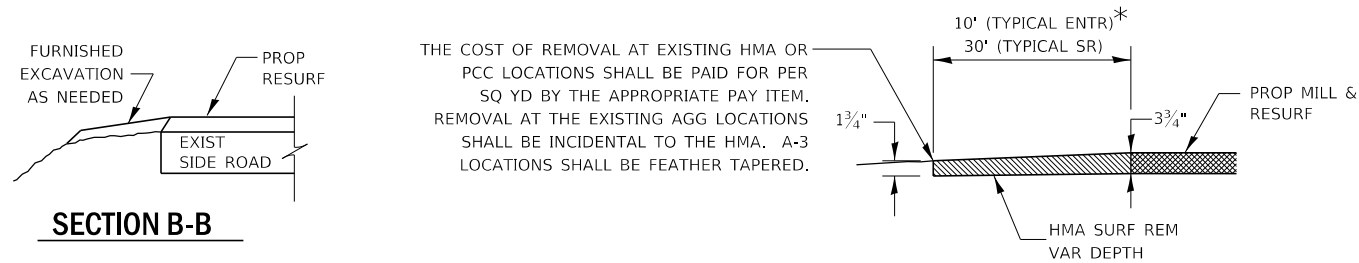 FURNISHED
EXCAVATION
AS NEEDED
PROP
RESURF
EXIST
SIDE ROAD
SECTION B-B
THE COST OF REMOVAL AT EXISTING HMA OR
PCC LOCATIONS SHALL BE PAID FOR PER
SQ YD BY THE APPROPRIATE PAY ITEM.
REMOVAL AT THE EXISTING AGG LOCATIONS
SHALL BE INCIDENTAL TO THE HMA. A-3
LOCATIONS SHALL BE FEATHER TAPERED.
10' (TYPICAL ENTR)*
30' (TYPICAL SR)
1¾"
3¾"
PROP MILL &
RESURF
HMA SURF REM
VAR DEPTH